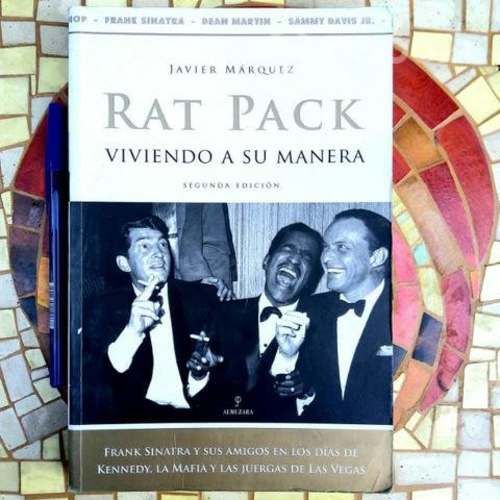 HOP - FRANK SINATRA - DEAN MARTIN - SAMMY DAVIS JR. -
JAVIER MÁRQUEZ
RAT PACK
VIVIENDO A SU MANERA
SEGUNDA EDICIÓN
ALMUZARA
FRANK SINATRA Y SUS AMIGOS EN LOS DÍAS DE
KENNEDY, LA MAFIA Y LAS JUERGAS DE LAS VEGAS